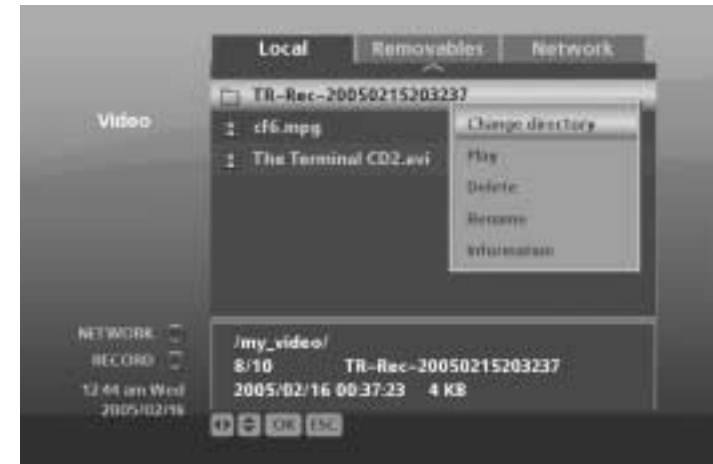 Local Removables Network
TR-Rec-20050215203237
Video
cf6.mpg
The Terminal CD2.avi
Change directory
Play
Delete
Rename
Information
NETWORK
RECORD
12:44 am Wed
2005/02/16
/my_video/
8/10 TR-Rec-20050215203237
2005/02/16 00:37:23 4 KB
OK ESC